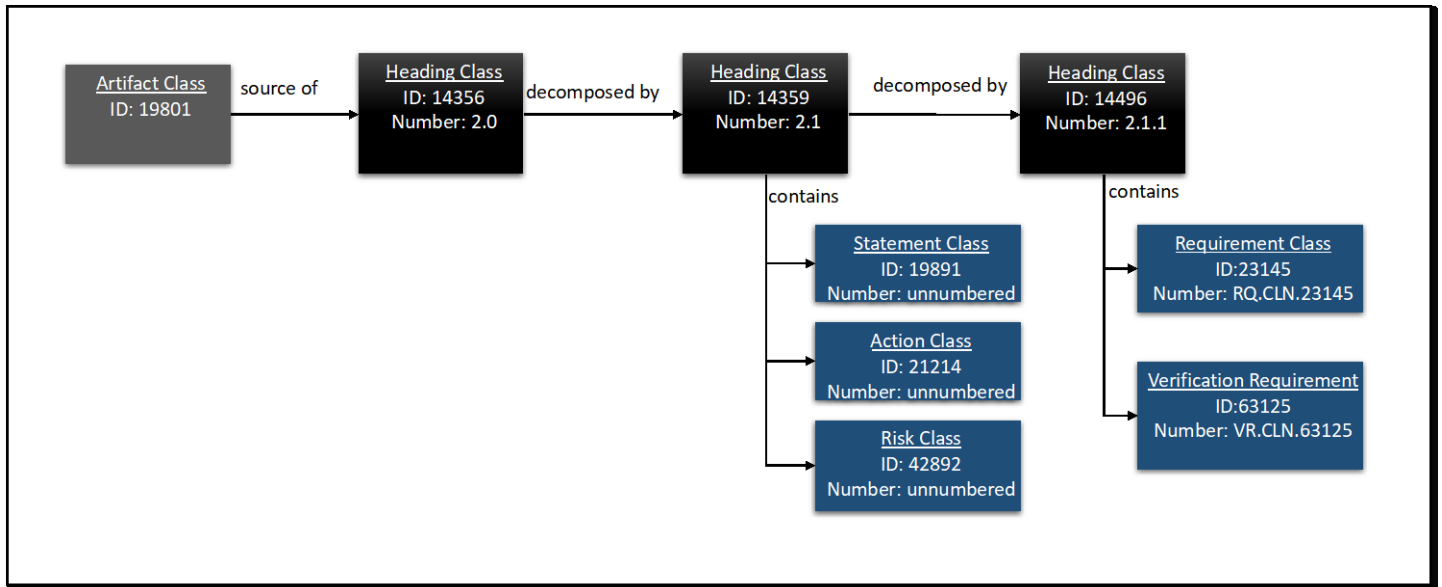 Artifact Class
ID: 19801
source of
Heading Class
ID: 14356
Number: 2.0
decomposed by
Heading Class
ID: 14359
Number: 2.1
decomposed by
Heading Class
ID: 14496
Number: 2.1.1
contains
Statement Class
ID: 19891
Number: unnumbered
Action Class
ID: 21214
Number: unnumbered
Risk Class
ID: 42892
Number: unnumbered
contains
Requirement Class
ID:23145
Number: RQ.CLN.23145
Verification Requirement
ID:63125
Number: VR.CLN.63125